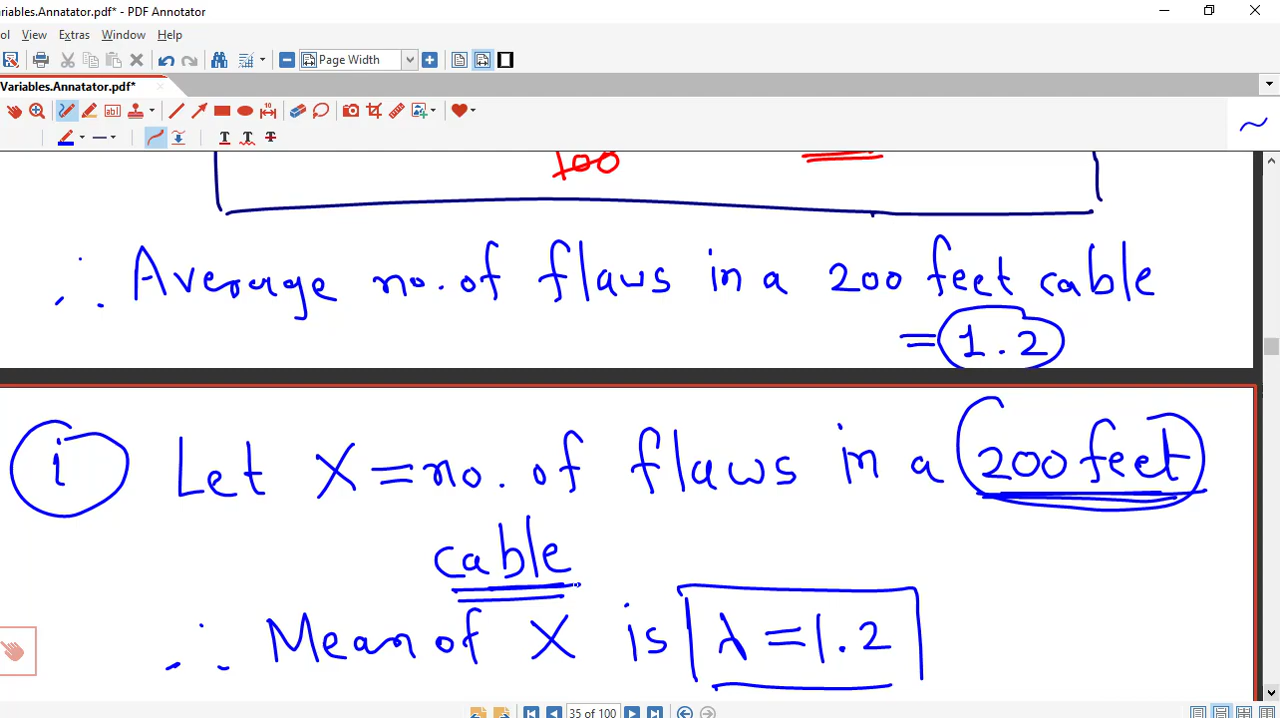 ariables.Annatator.pdf* - PDF Annotator
ol View Extras Window Help
Page Width
Variables.Annatator.pdf*
100
∴ Average no. of flaws in a 200 feet cable
= 1.2
i Let X = no. of flaws in a 200 feet
cable
∴ Mean of X is λ = 1.2
35 of 100